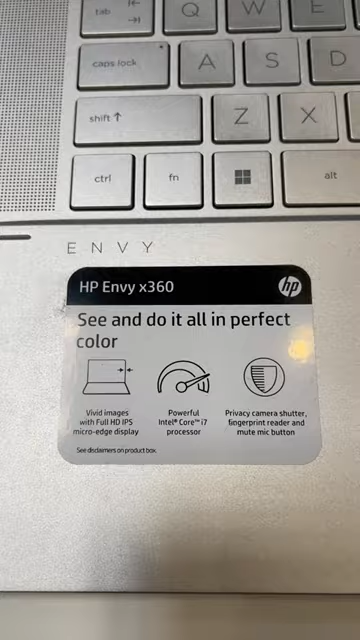 tab Q W E
caps lock A S D
shift Z X
ctrl fn alt
ENVY
HP Envy x360 hp
See and do it all in perfect
color
Vivid images
with Full HD IPS
micro-edge display
Powerful
Intel® Core™ i7
processor
Privacy camera shutter,
fingerprint reader and
mute mic button
See disclaimers on product box.